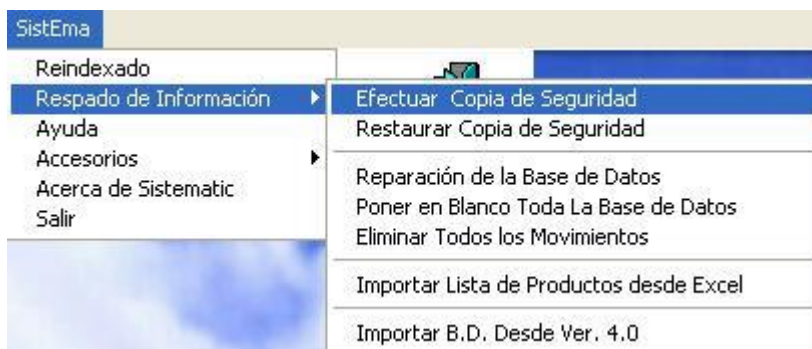 SistEma
Reindexado
Respado de Información
Ayuda
Accesorios
Acerca de Sistematic
Salir
Efectuar Copia de Seguridad
Restaurar Copia de Seguridad
Reparación de la Base de Datos
Poner en Blanco Toda La Base de Datos
Eliminar Todos los Movimientos
Importar Lista de Productos desde Excel
Importar B.D. Desde Ver. 4.0